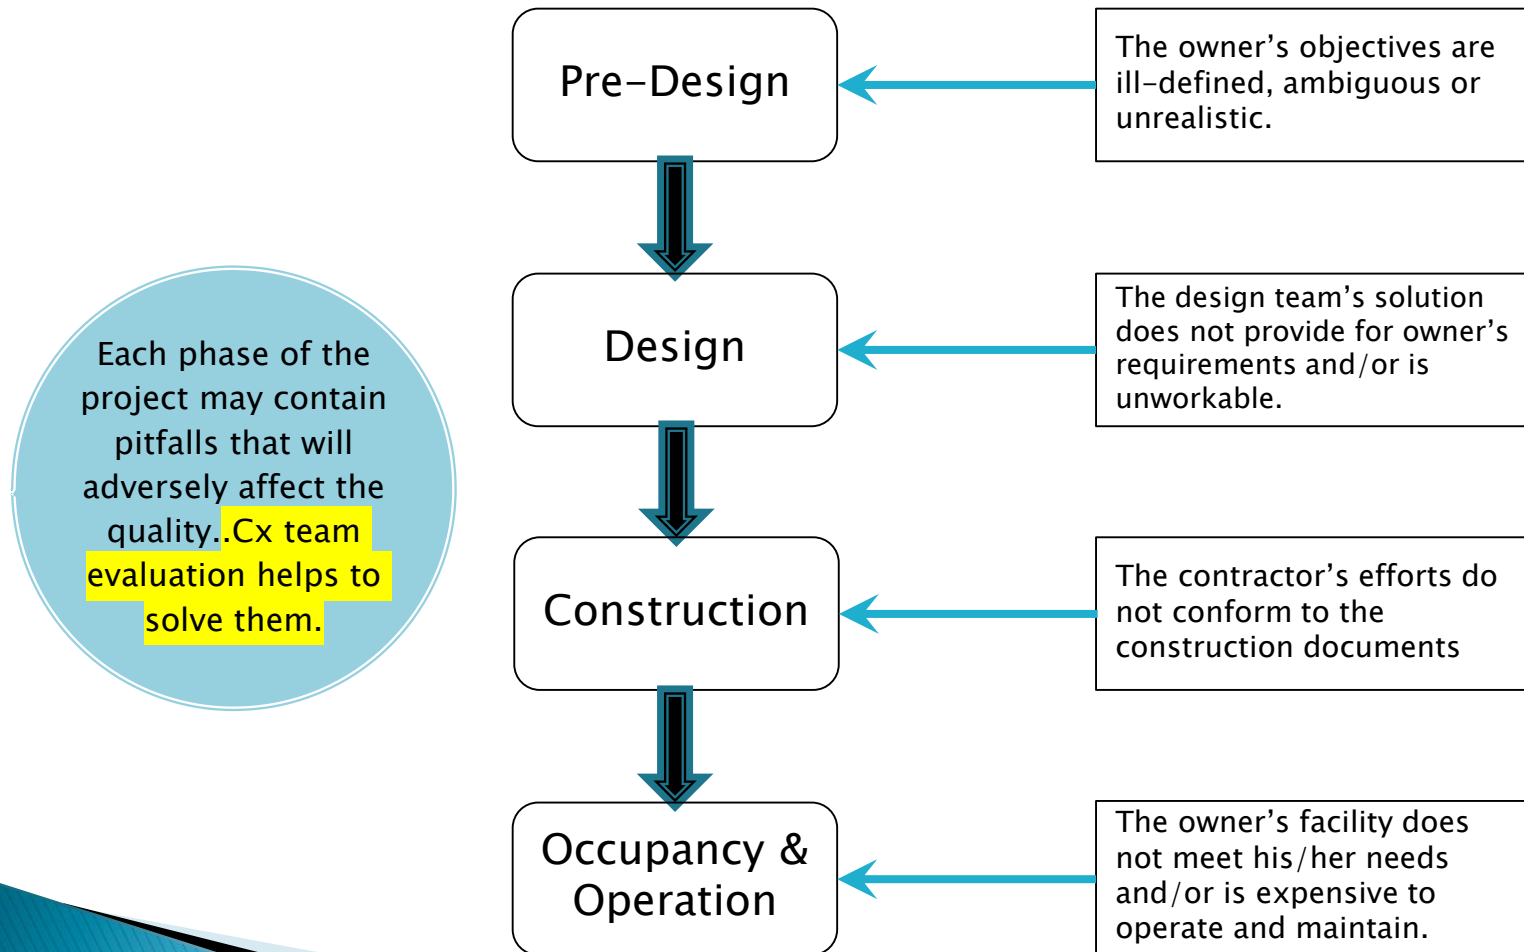 Pre-Design
The owner's objectives are
ill-defined, ambiguous or
unrealistic.
Each phase of the
project may contain
pitfalls that will
adversely affect the
quality..Cx team
evaluation helps to
solve them.
Design
The design team's solution
does not provide for owner's
requirements and/or is
unworkable.
Construction
The contractor's efforts do
not conform to the
construction documents
Occupancy &
Operation
The owner's facility does
not meet his/her needs
and/or is expensive to
operate and maintain.